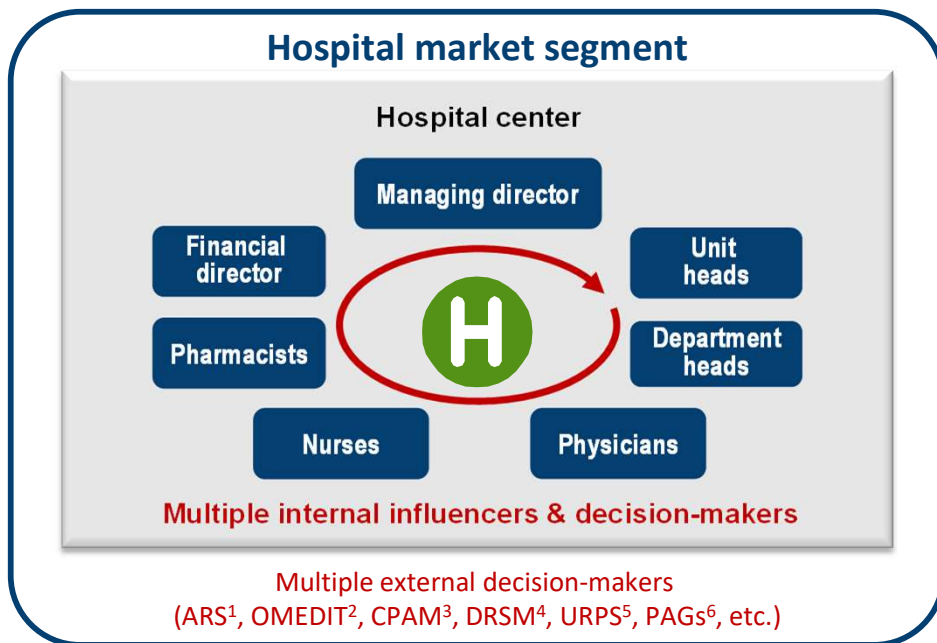 Hospital market segment
Hospital center
Managing director
Financial
director
Unit
heads
H
Pharmacists
Department
heads
Nurses
Physicians
Multiple internal influencers & decision-makers
Multiple external decision-makers
(ARS¹, OMEDIT², CPAM³, DRSM⁴, URPS⁵, PAGs⁶, etc.)